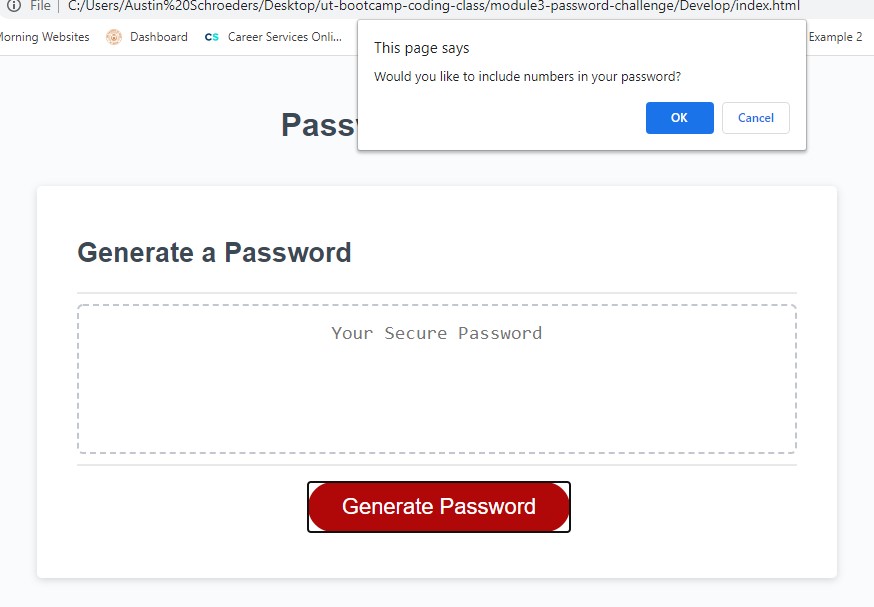 File | C:/Users/Austin%20Schroeders/Desktop/ut-bootcamp-coding-class/module3-password-challenge/Develop/index.html
Morning Websites Dashboard CS Career Services Onli... Example 2
This page says
Would you like to include numbers in your password?
OK Cancel
Passw
Generate a Password
Your Secure Password
Generate Password